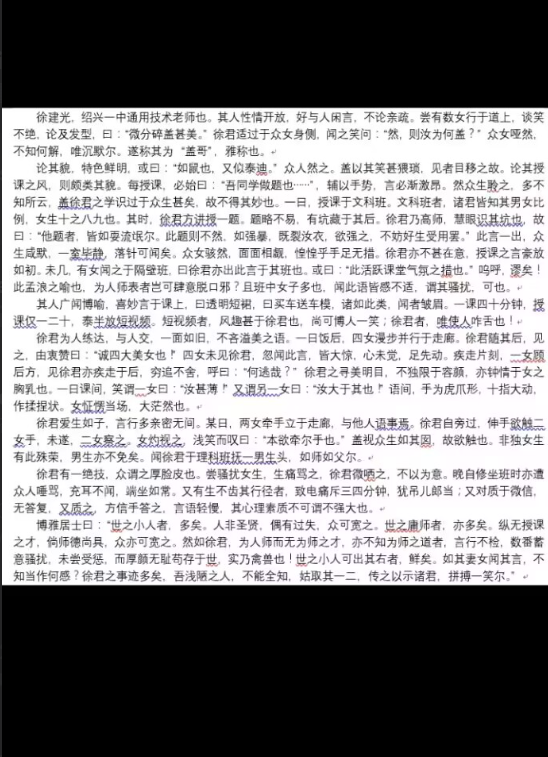 徐建光，绍兴一中通用技术老师也。其人性情开放，好与人闲言，不论亲疏。尝有数女行于道上，谈笑
不绝，论及发型，曰：“微分碎盖甚美。”徐君适过于众女身侧，闻之笑问：“然，则汝为何盖？”众女哑然，
不知何解，唯沉默尔。遂称其为“盖哥”，雅称也。
论其貌，特色鲜明，或曰：“如鼠也，又似泰迪。”众人然之。盖以其笑甚猥琐，见者目移之故。论其授
课之风，则颇类其貌。每授课，必始曰：“吾同学做题也……”，辅以手势，言必渐激昂。然众生聆之，多不
知所云，盖徐君之学识过于众生甚矣，故不得其妙也。一日，授课于文科班。文科班者，诸君皆知其男女比
例，女生十之八九也。其时，徐君方讲授一题。题略不易，有坑藏于其后。徐君乃高师，慧眼识其坑也，故
曰：“他题者，皆如耍流氓尔。此题则不然，如强暴，既裂汝衣，欲强之，不妨好生受用罢。”此言一出，众
生咸默，一室毕静，落针可闻矣。众女骇然，面面相觑，惶惶乎手足无措。徐君亦不甚在意，授课之言豪放
如初。未几，有女闻之于隔壁班，曰徐君亦出此言于其班也。或曰：“此活跃课堂气氛之措也。”呜呼，谬矣！
此孟浪之喻也，为人师表者岂可肆意脱口邪？且班中女子多也，闻此语皆感不适，谓其骚扰，可也。
其人广闻博喻，喜妙言于课上，曰透明短裙，曰买车送车模，诸如此类，闻者皱眉。一课四十分钟，授
课仅一二十，泰半放短视频。短视频者，风趣甚于徐君也，尚可博人一笑；徐君者，唯使人咋舌也！
徐君为人练达，与人交，一面如旧，不吝溢美之语。一日饭后，四女漫步并行于走廊。徐君随其后，见
之，由衷赞曰：“诚四大美女也！”四女未见徐君，忽闻此言，皆大惊，心未觉，足先动。疾走片刻，一女顾
后方，见徐君亦疾走于后，穷追不舍，呼曰：“何逃哉？”徐君之寻美明目，不独限于容颜，亦钟情于女之
胸乳也。一日课间，笑谓一女曰：“汝甚薄！”又谓另一女曰：“汝大于其也！”语间，手为虎爪形，十指大动，
作揉捏状。女怔愣当场，大茫然也。
徐君爱生如子，言行多亲密无间。某日，两女牵手立于走廊，与他人语事焉。徐君自旁过，伸手欲触二
女手，未遂，二女察之。女灼视之，浅笑而叹曰：“本欲牵尔手也。”盖视众生如其囡，故欲触也。非独女生
有此殊荣，男生亦不免矣。闻徐君于理科班抚一男生头，如师如父尔。
徐君有一绝技，众谓之厚脸皮也。尝骚扰女生，生痛骂之，徐君微哂之，不以为意。晚自修坐班时亦遭
众人唾骂，充耳不闻，端坐如常。又有生不齿其行径者，致电痛斥三四分钟，犹吊儿郎当；又对质于微信，
无答复，又质之，方信手答之，言语轻慢，其心理素质不可谓不强大也。
博雅居士曰：“世之小人者，多矣。人非圣贤，偶有过失，众可宽之。世之庸师者，亦多矣。纵无授课
之才，倘师德尚具，众亦可宽之。然如徐君，为人师而无为师之才，亦不知为师之道者，言行不检，数番蓄
意骚扰，未尝受惩，而厚颜无耻苟存于世，实乃禽兽也！世之小人可出其右者，鲜矣。如其妻女闻其言，不
知当作何感？徐君之事迹多矣，吾浅陋之人，不能全知，姑取其一二，传之以示诸君，拼搏一笑尔。”